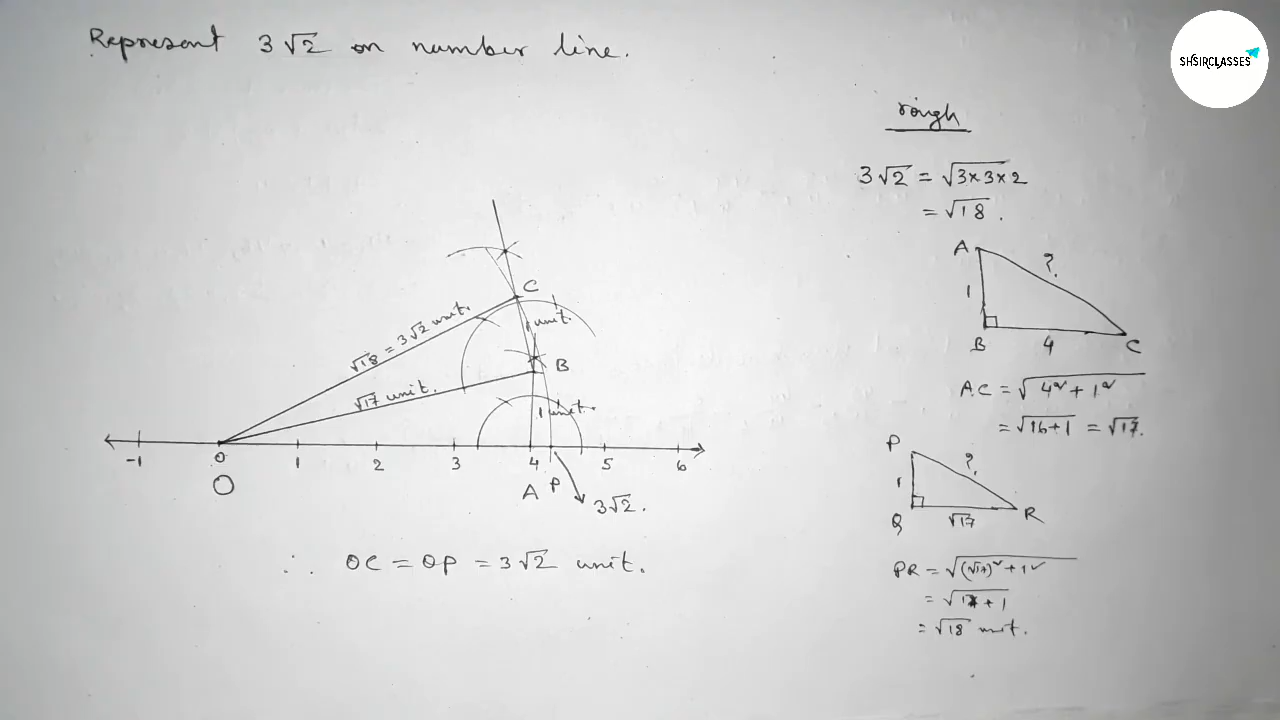 Represent 3√2 on number line.
SHSIRCLASSES
rough
3√2 = √3×3×2
= √18.
A
?
1
B
4
C
AC = √4²+1²
= √16+1 = √17.
P
?
1
Q
√17
R
PR = √(√17)²+1²
= √17+1
= √18 unit.
C
√18 = 3√2 unit.
1 unit.
B
√17 unit.
1 unit.
-1 0 1 2 3 4 5 6
O A P
3√2.
∴ OC = OP = 3√2 unit.